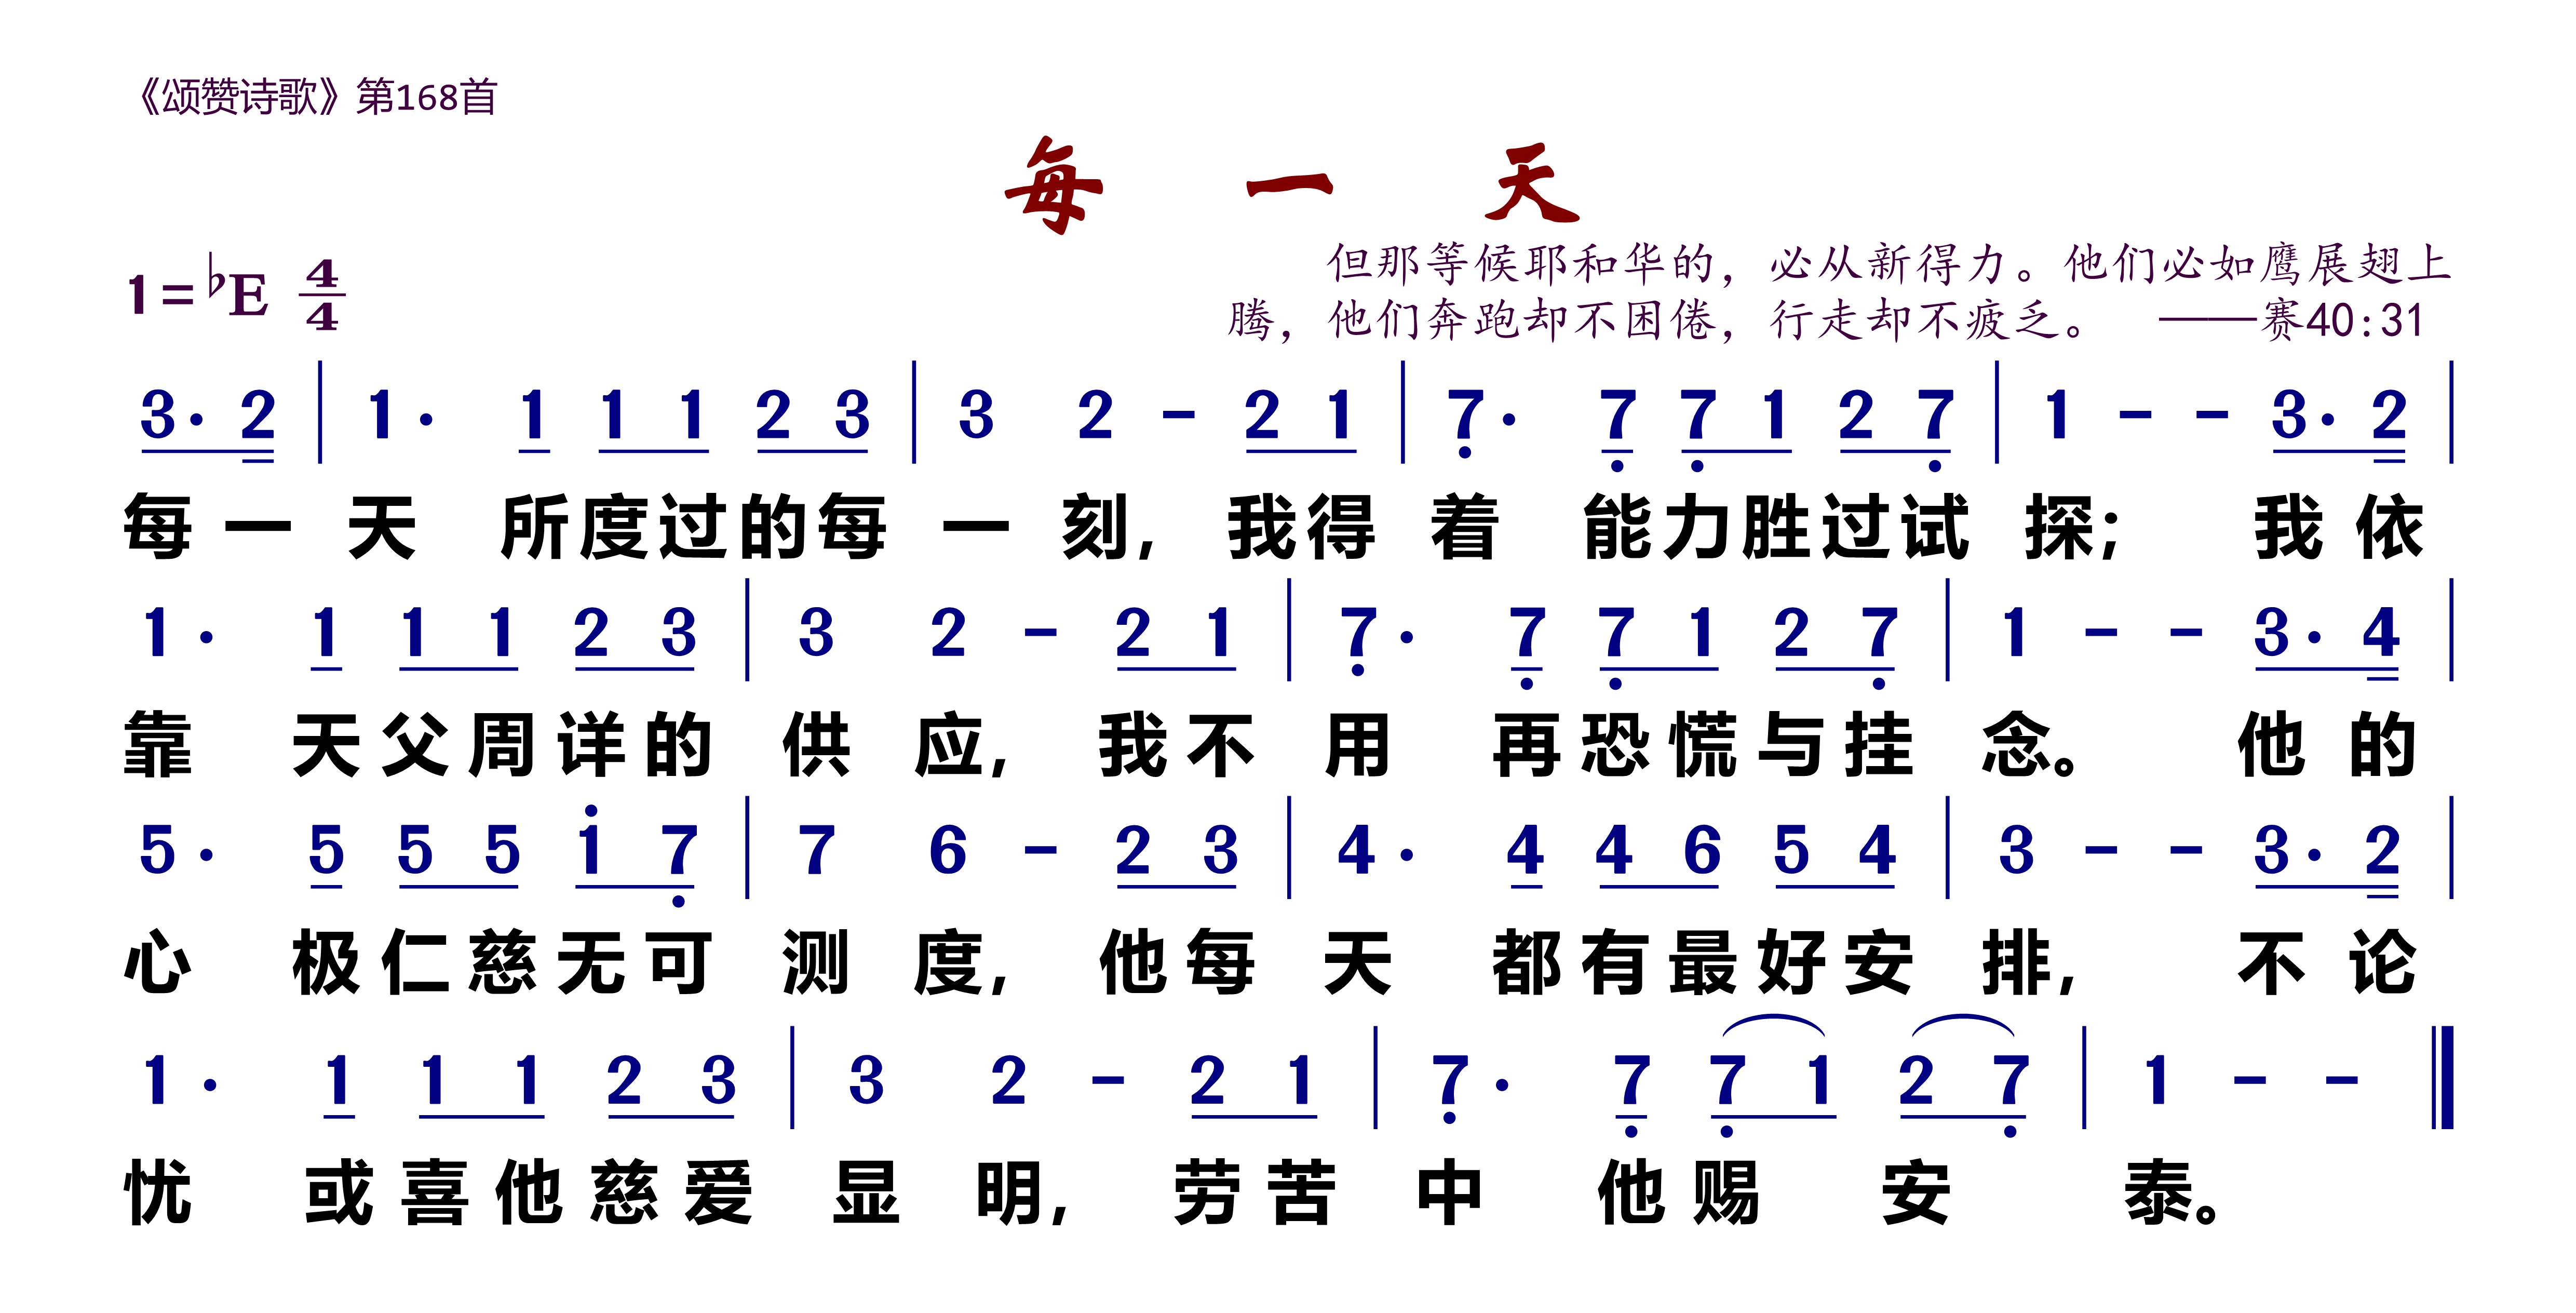 《颂赞诗歌》第168首
每一天
1=♭E 4/4
但那等候耶和华的，必从新得力。他们必如鹰展翅上
腾，他们奔跑却不困倦，行走却不疲乏。 ——赛40:31
3· 2 | 1· 1 1 1 2 3 | 3 2 - 2 1 | 7̣· 7̣ 7̣ 1 2 7̣ | 1 - - 3· 2 |
每一天 所度过的每一刻，我得着 能力胜过试探； 我依
1· 1 1 1 2 3 | 3 2 - 2 1 | 7̣· 7̣ 7̣ 1 2 7̣ | 1 - - 3· 4 |
靠 天父周详的供应，我不用 再恐慌与挂念。 他的
5· 5 5 5 1̇ 7̣ | 7 6 - 2 3 | 4· 4 4 6 5 4 | 3 - - 3· 2 |
心 极仁慈无可测度，他每天 都有最好安排， 不论
1· 1 1 1 2 3 | 3 2 - 2 1 | 7̣· 7̣ 7̣ 1 2 7̣ | 1 - - ‖
忧 或喜他慈爱显明，劳苦中 他赐 安 泰。